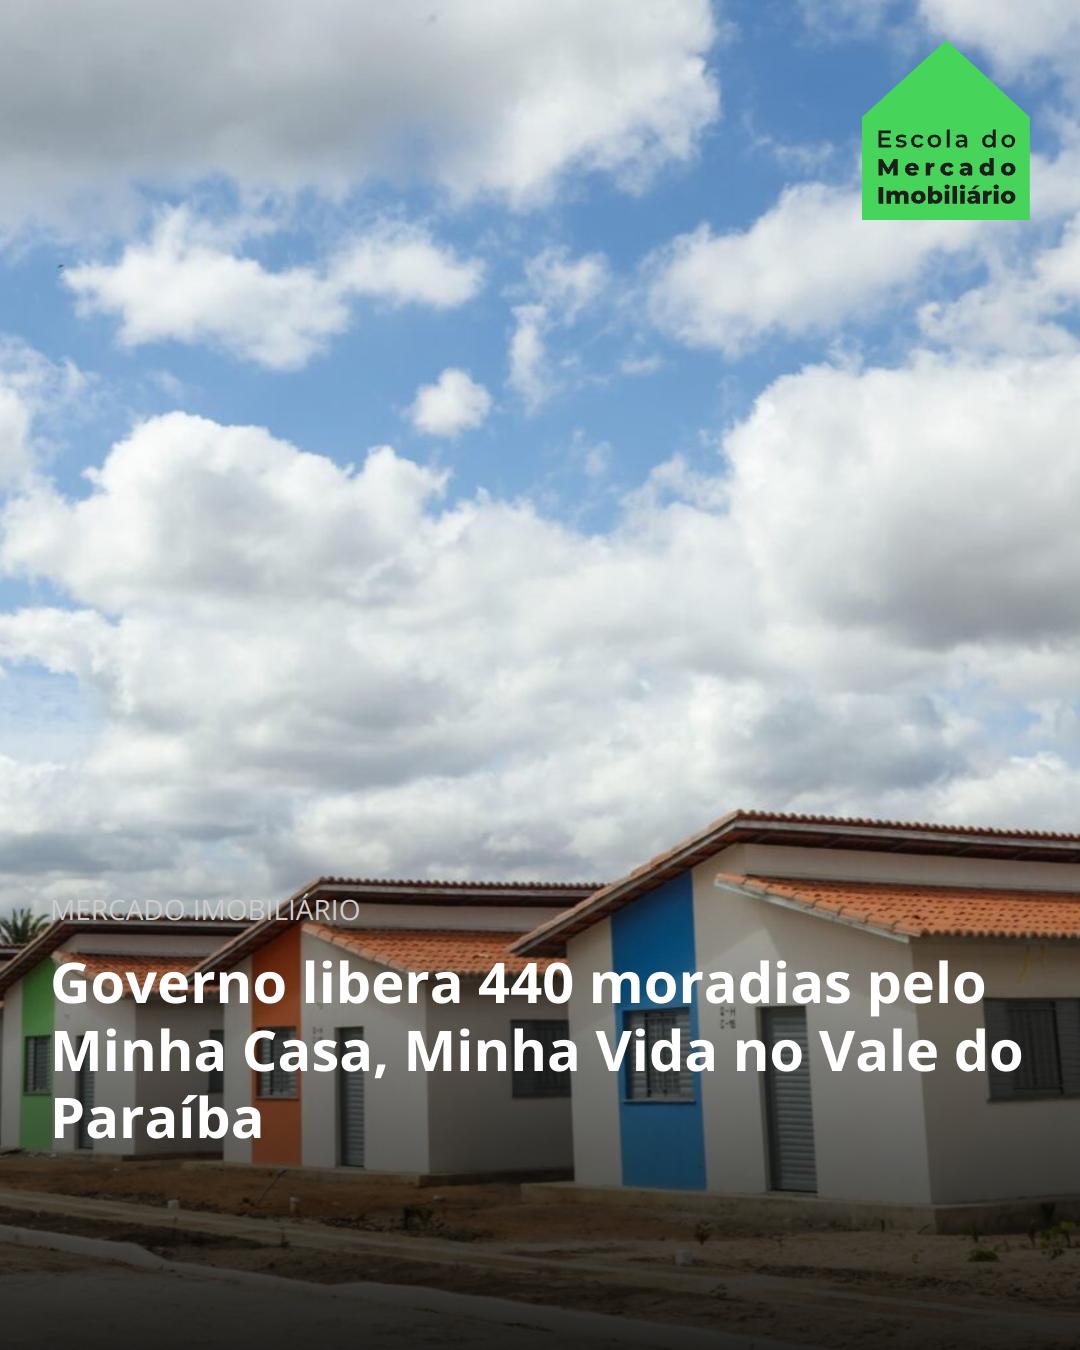 Escola do
Mercado
Imobiliário
MERCADO IMOBILIÁRIO
Governo libera 440 moradias pelo
Minha Casa, Minha Vida no Vale do
Paraíba